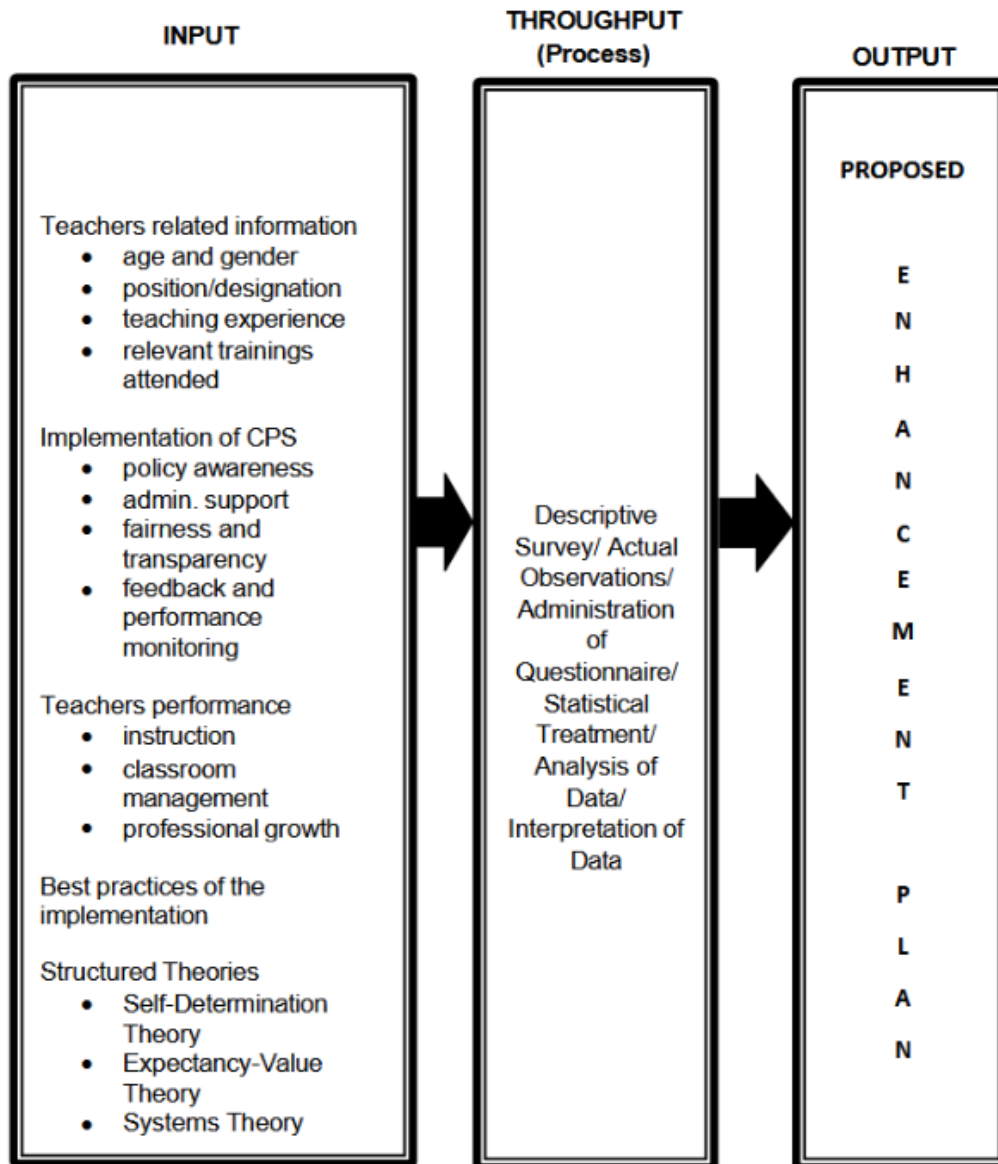 INPUT
Teachers related information
• age and gender
• position/designation
• teaching experience
• relevant trainings
attended
Implementation of CPS
• policy awareness
• admin. support
• fairness and
transparency
• feedback and
performance
monitoring
Teachers performance
• instruction
• classroom
management
• professional growth
Best practices of the
implementation
Structured Theories
• Self-Determination
Theory
• Expectancy-Value
Theory
• Systems Theory
THROUGHPUT
(Process)
Descriptive
Survey/ Actual
Observations/
Administration
of
Questionnaire/
Statistical
Treatment/
Analysis of
Data/
Interpretation of
Data
OUTPUT
PROPOSED
E
N
H
A
N
C
E
M
E
N
T
P
L
A
N